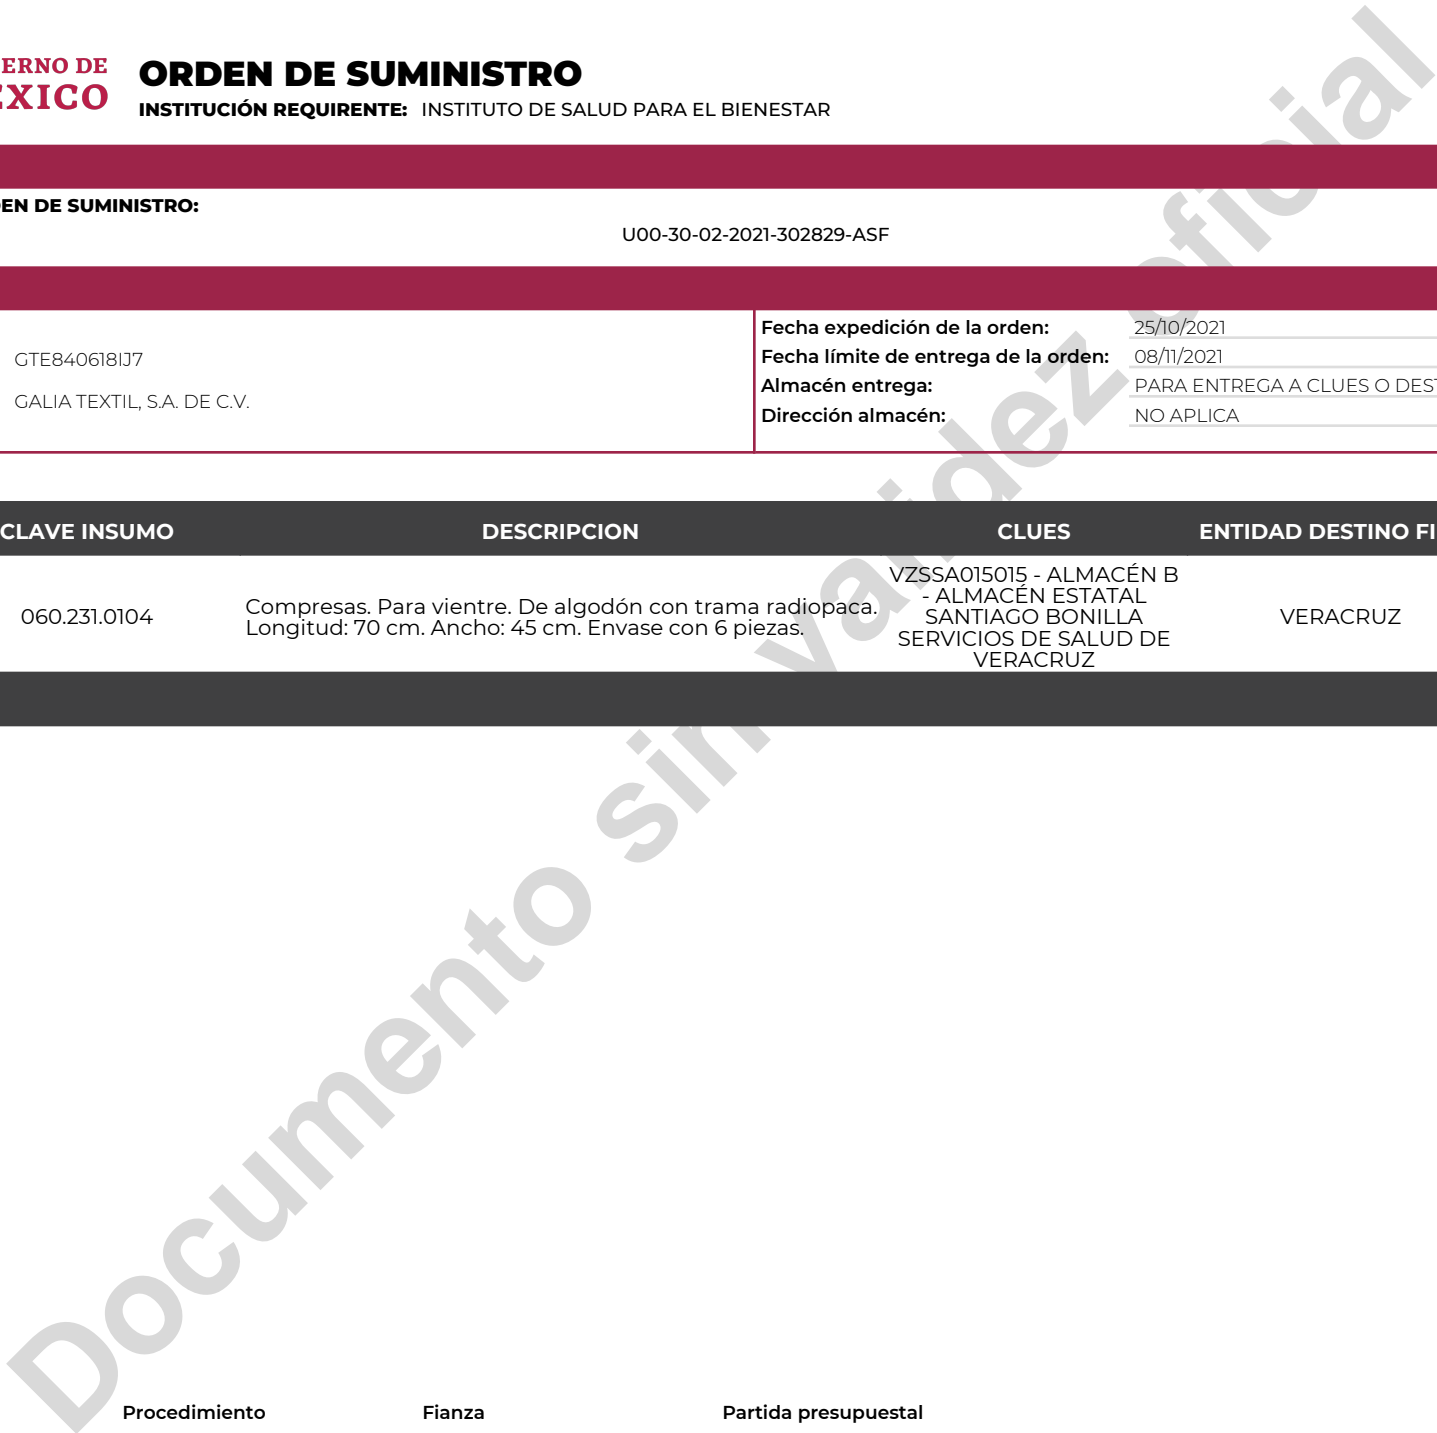 ERNO DE
EXICO
ORDEN DE SUMINISTRO
INSTITUCIÓN REQUIRENTE: INSTITUTO DE SALUD PARA EL BIENESTAR
EN DE SUMINISTRO:
U00-30-02-2021-302829-ASF
GTE840618IJ7
GALIA TEXTIL, S.A. DE C.V.
Fecha expedición de la orden: 25/10/2021
Fecha límite de entrega de la orden: 08/11/2021
Almacén entrega: PARA ENTREGA A CLUES O DEST
Dirección almacén: NO APLICA
CLAVE INSUMO DESCRIPCION CLUES ENTIDAD DESTINO FI
060.231.0104
Compresas. Para vientre. De algodón con trama radiopaca.
Longitud: 70 cm. Ancho: 45 cm. Envase con 6 piezas.
VZSSA015015 - ALMACÉN B
- ALMACÉN ESTATAL
SANTIAGO BONILLA
SERVICIOS DE SALUD DE
VERACRUZ
VERACRUZ
Documento sin validez oficial
Procedimiento Fianza Partida presupuestal